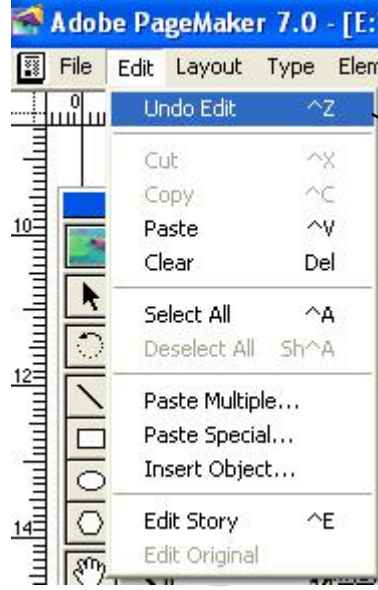 Adobe PageMaker 7.0 - [E:
File Edit Layout Type Elem
0
Undo Edit ^Z
Cut ^X
Copy ^C
10
Paste ^V
Clear Del
Select All ^A
Deselect All Sh^A
12
Paste Multiple...
Paste Special...
Insert Object...
14
Edit Story ^E
Edit Original